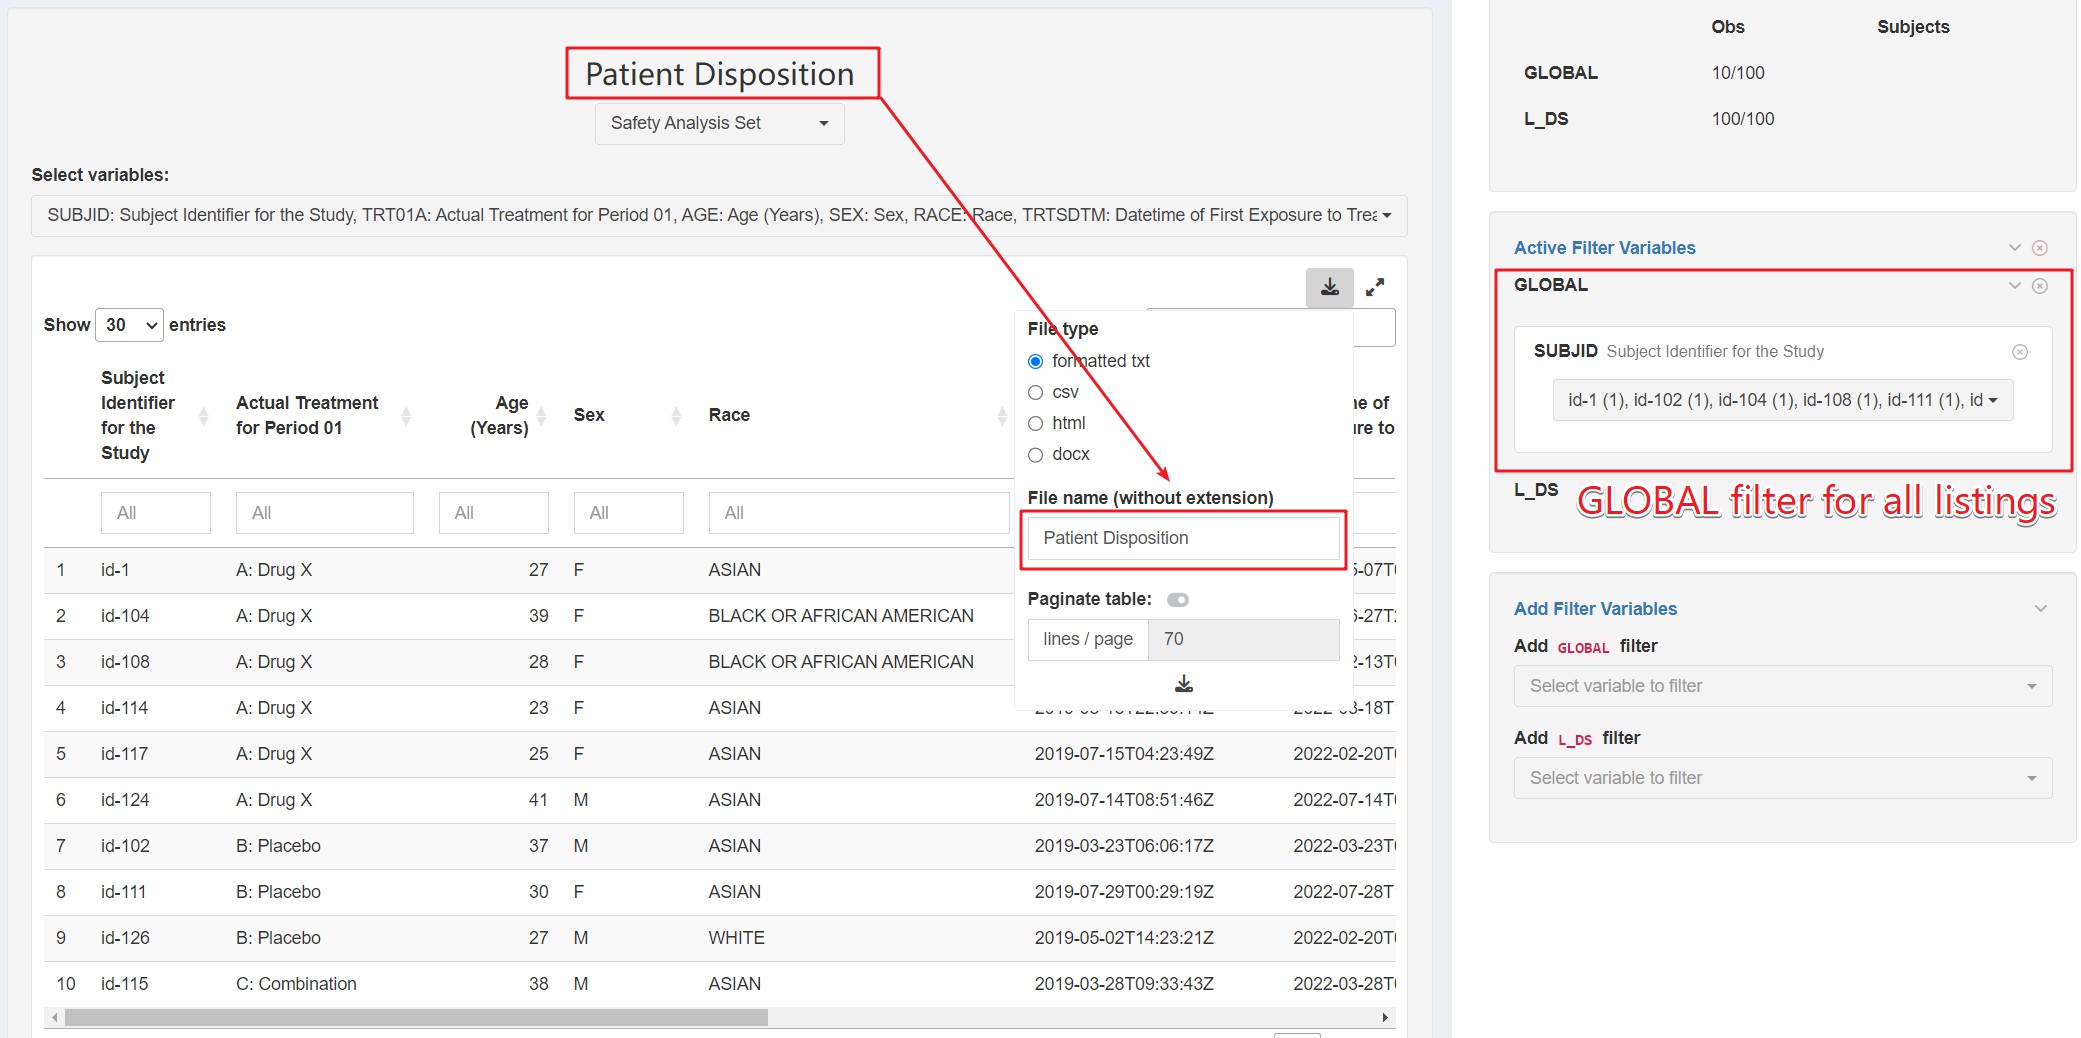 Patient Disposition
Safety Analysis Set
Select variables:
SUBJID: Subject Identifier for the Study, TRT01A: Actual Treatment for Period 01, AGE: Age (Years), SEX: Sex, RACE: Race, TRTSDTM: Datetime of First Exposure to Trea
Show 30 entries
Subject Identifier for the Study
Actual Treatment for Period 01
Age (Years)
Sex
Race
All All All All All
1 id-1 A: Drug X 27 F ASIAN
2 id-104 A: Drug X 39 F BLACK OR AFRICAN AMERICAN
3 id-108 A: Drug X 28 F BLACK OR AFRICAN AMERICAN
4 id-114 A: Drug X 23 F ASIAN
5 id-117 A: Drug X 25 F ASIAN 2019-07-15T04:23:49Z 2022-02-20T
6 id-124 A: Drug X 41 M ASIAN 2019-07-14T08:51:46Z 2022-07-14T
7 id-102 B: Placebo 37 M ASIAN 2019-03-23T06:06:17Z 2022-03-23T
8 id-111 B: Placebo 30 F ASIAN 2019-07-29T00:29:19Z 2022-07-28T
9 id-126 B: Placebo 27 M WHITE 2019-05-02T14:23:21Z 2022-02-20T
10 id-115 C: Combination 38 M ASIAN 2019-03-28T09:33:43Z 2022-03-28T
File type
formatted txt
csv
html
docx
File name (without extension)
Patient Disposition
Paginate table:
lines / page 70
Obs Subjects
GLOBAL 10/100
L_DS 100/100
Active Filter Variables
GLOBAL
SUBJID Subject Identifier for the Study
id-1 (1), id-102 (1), id-104 (1), id-108 (1), id-111 (1), id
L_DS
GLOBAL filter for all listings
Add Filter Variables
Add GLOBAL filter
Select variable to filter
Add L_DS filter
Select variable to filter